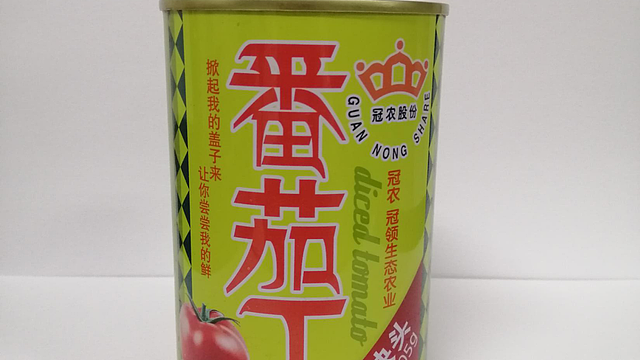 掀起我的盖子来
让你尝尝我的鲜
番茄丁
diced tomato
冠农股份
GUAN NONG SHARE
冠农 冠领生态农业
头